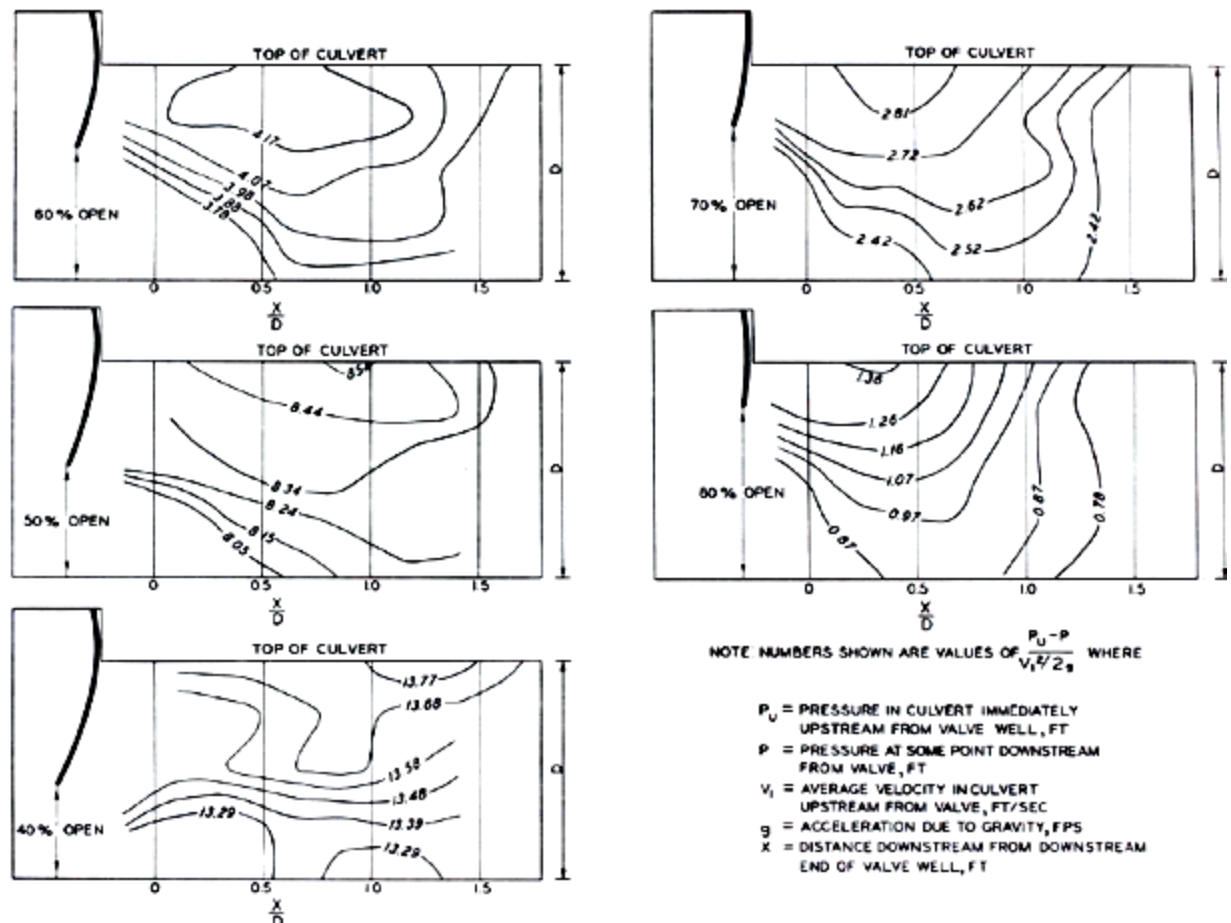 TOP OF CULVERT
4.17
4.07
3.98
3.88
3.78
60% OPEN
D
0 0.5 1.0 1.5
X
D
TOP OF CULVERT
8.44
8.34
8.24
8.15
8.05
50% OPEN
D
0 0.5 1.0 1.5
X
D
TOP OF CULVERT
13.77
13.68
13.58
13.48
13.39
13.29
13.29
40% OPEN
D
0 0.5 1.0 1.5
X
D
TOP OF CULVERT
2.81
2.72
2.62
2.52
2.42
2.42
70% OPEN
D
0 0.5 1.0 1.5
X
D
TOP OF CULVERT
1.36
1.26
1.16
1.07
0.97
0.87
0.87
0.78
80% OPEN
D
0 0.5 1.0 1.5
X
D
NOTE: NUMBERS SHOWN ARE VALUES OF (Pu - P) / (V1²/2g) WHERE
Pu = PRESSURE IN CULVERT IMMEDIATELY
UPSTREAM FROM VALVE WELL, FT
P = PRESSURE AT SOME POINT DOWNSTREAM
FROM VALVE, FT
V1 = AVERAGE VELOCITY IN CULVERT
UPSTREAM FROM VALVE, FT/SEC
g = ACCELERATION DUE TO GRAVITY, FPS
X = DISTANCE DOWNSTREAM FROM DOWNSTREAM
END OF VALVE WELL, FT